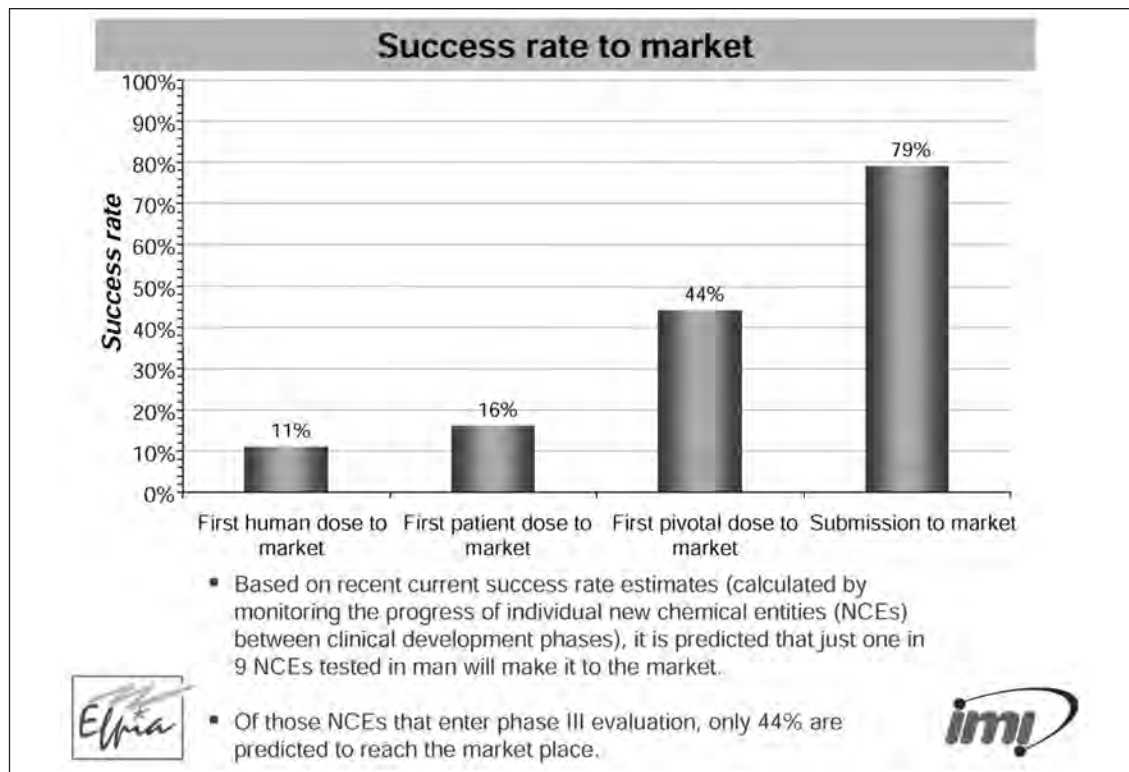 Success rate to market
100%
90%
80%
70%
60%
50%
40%
30%
20%
10%
0%
Success rate
11%
16%
44%
79%
First human dose to
market
First patient dose to
market
First pivotal dose to
market
Submission to market
Based on recent current success rate estimates (calculated by
monitoring the progress of individual new chemical entities (NCEs)
between clinical development phases), it is predicted that just one in
9 NCEs tested in man will make it to the market.
Of those NCEs that enter phase III evaluation, only 44% are
predicted to reach the market place.
Efpia
imi